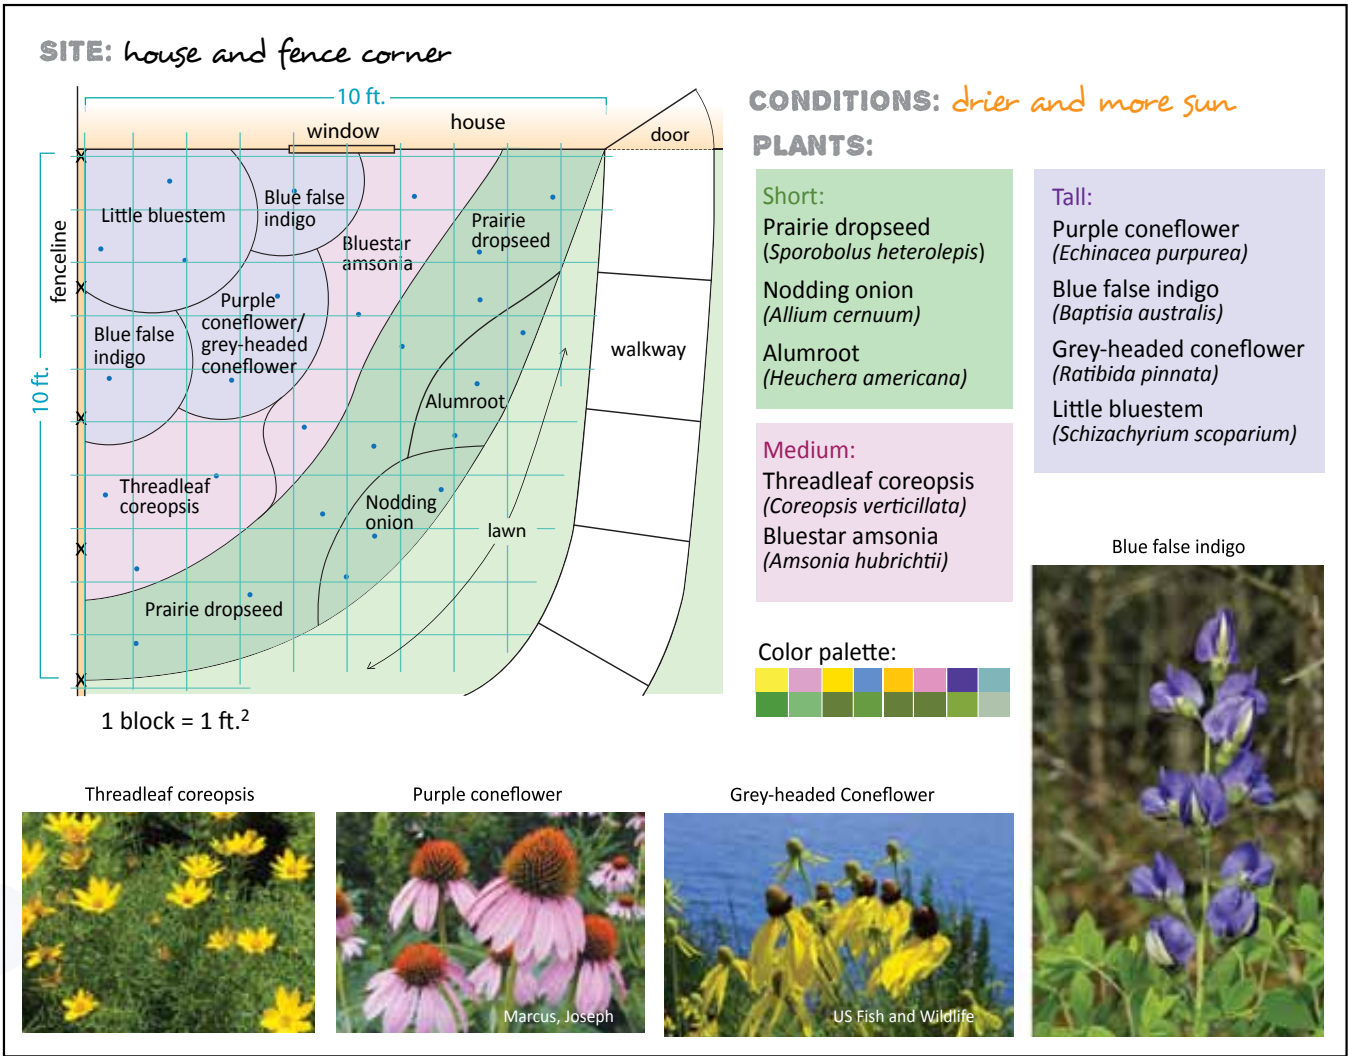 SITE: house and fence corner
10 ft.
window
house
door
fenceline
10 ft.
Little bluestem
Blue false
indigo
Bluestar
amsonia
Prairie
dropseed
Purple
coneflower/
grey-headed
coneflower
Blue false
indigo
walkway
Alumroot
Threadleaf
coreopsis
Nodding
onion
lawn
Prairie dropseed
1 block = 1 ft.²
CONDITIONS: drier and more sun
PLANTS:
Short:
Prairie dropseed
(Sporobolus heterolepis)
Nodding onion
(Allium cernuum)
Alumroot
(Heuchera americana)
Medium:
Threadleaf coreopsis
(Coreopsis verticillata)
Bluestar amsonia
(Amsonia hubrichtii)
Tall:
Purple coneflower
(Echinacea purpurea)
Blue false indigo
(Baptisia australis)
Grey-headed coneflower
(Ratibida pinnata)
Little bluestem
(Schizachyrium scoparium)
Color palette:
Blue false indigo
Threadleaf coreopsis
Purple coneflower
Grey-headed Coneflower
Marcus, Joseph
US Fish and Wildlife